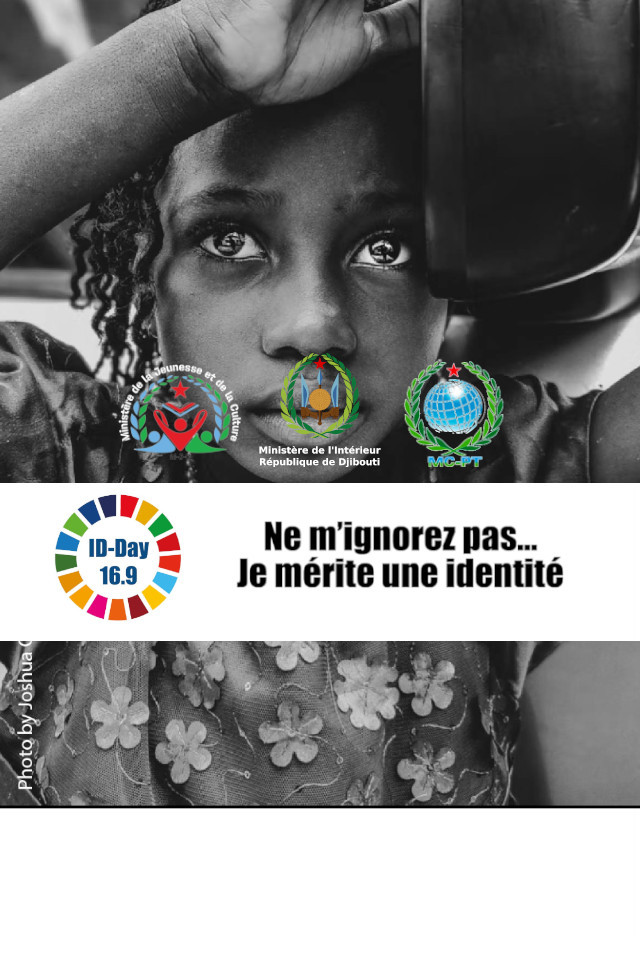 Ministère de la Jeunesse et de la Culture
Ministère de l'Intérieur
République de Djibouti
MC-PT
ID-Day
16.9
Ne m'ignorez pas...
Je mérite une identité
Photo by Joshua